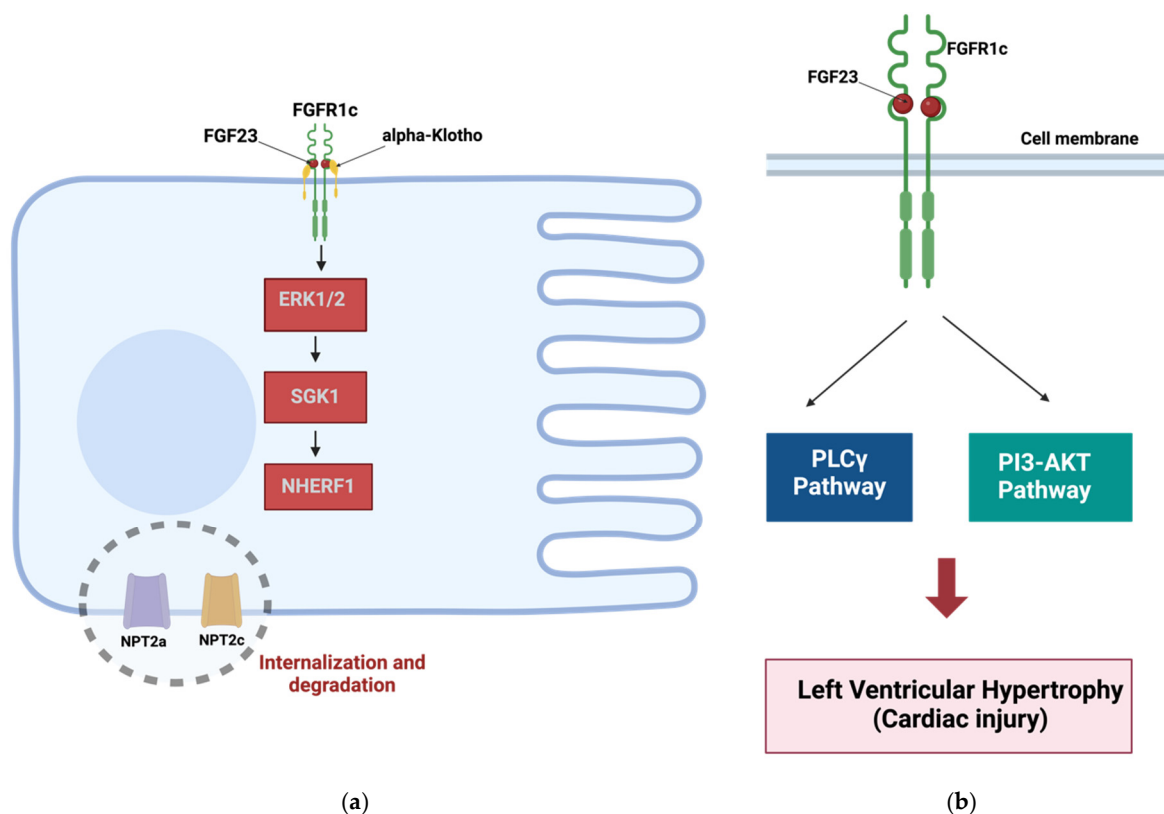 FGFR1c
FGF23
alpha-Klotho
ERK1/2
SGK1
NHERF1
NPT2a
NPT2c
Internalization and
degradation
(a)
FGFR1c
FGF23
Cell membrane
PLCγ
Pathway
PI3-AKT
Pathway
Left Ventricular Hypertrophy
(Cardiac injury)
(b)